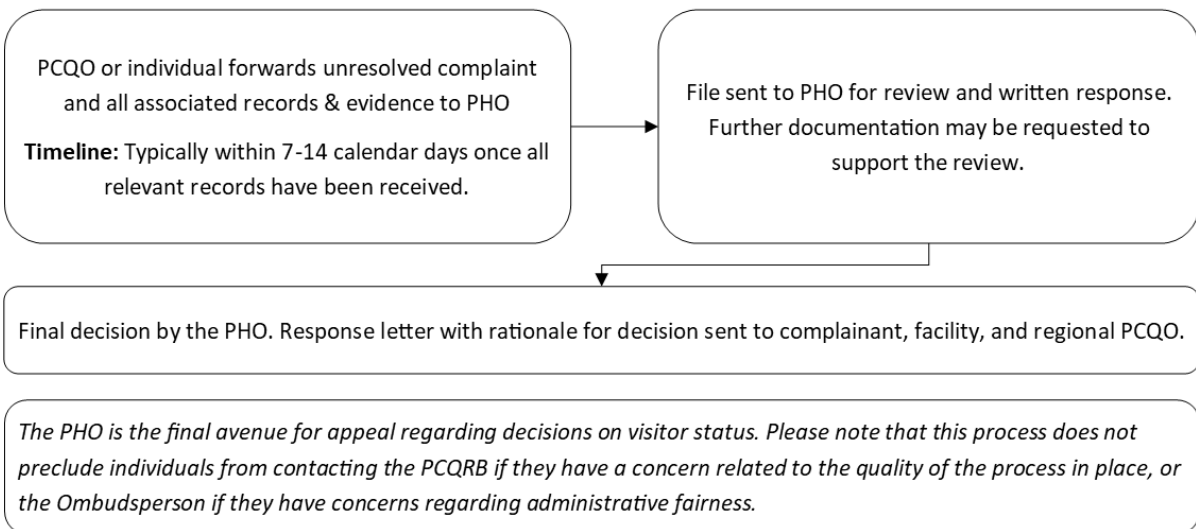 PCQO or individual forwards unresolved complaint
and all associated records & evidence to PHO
Timeline: Typically within 7-14 calendar days once all
relevant records have been received.
File sent to PHO for review and written response.
Further documentation may be requested to
support the review.
Final decision by the PHO. Response letter with rationale for decision sent to complainant, facility, and regional PCQO.
The PHO is the final avenue for appeal regarding decisions on visitor status. Please note that this process does not
preclude individuals from contacting the PCQRB if they have a concern related to the quality of the process in place, or
the Ombudsperson if they have concerns regarding administrative fairness.